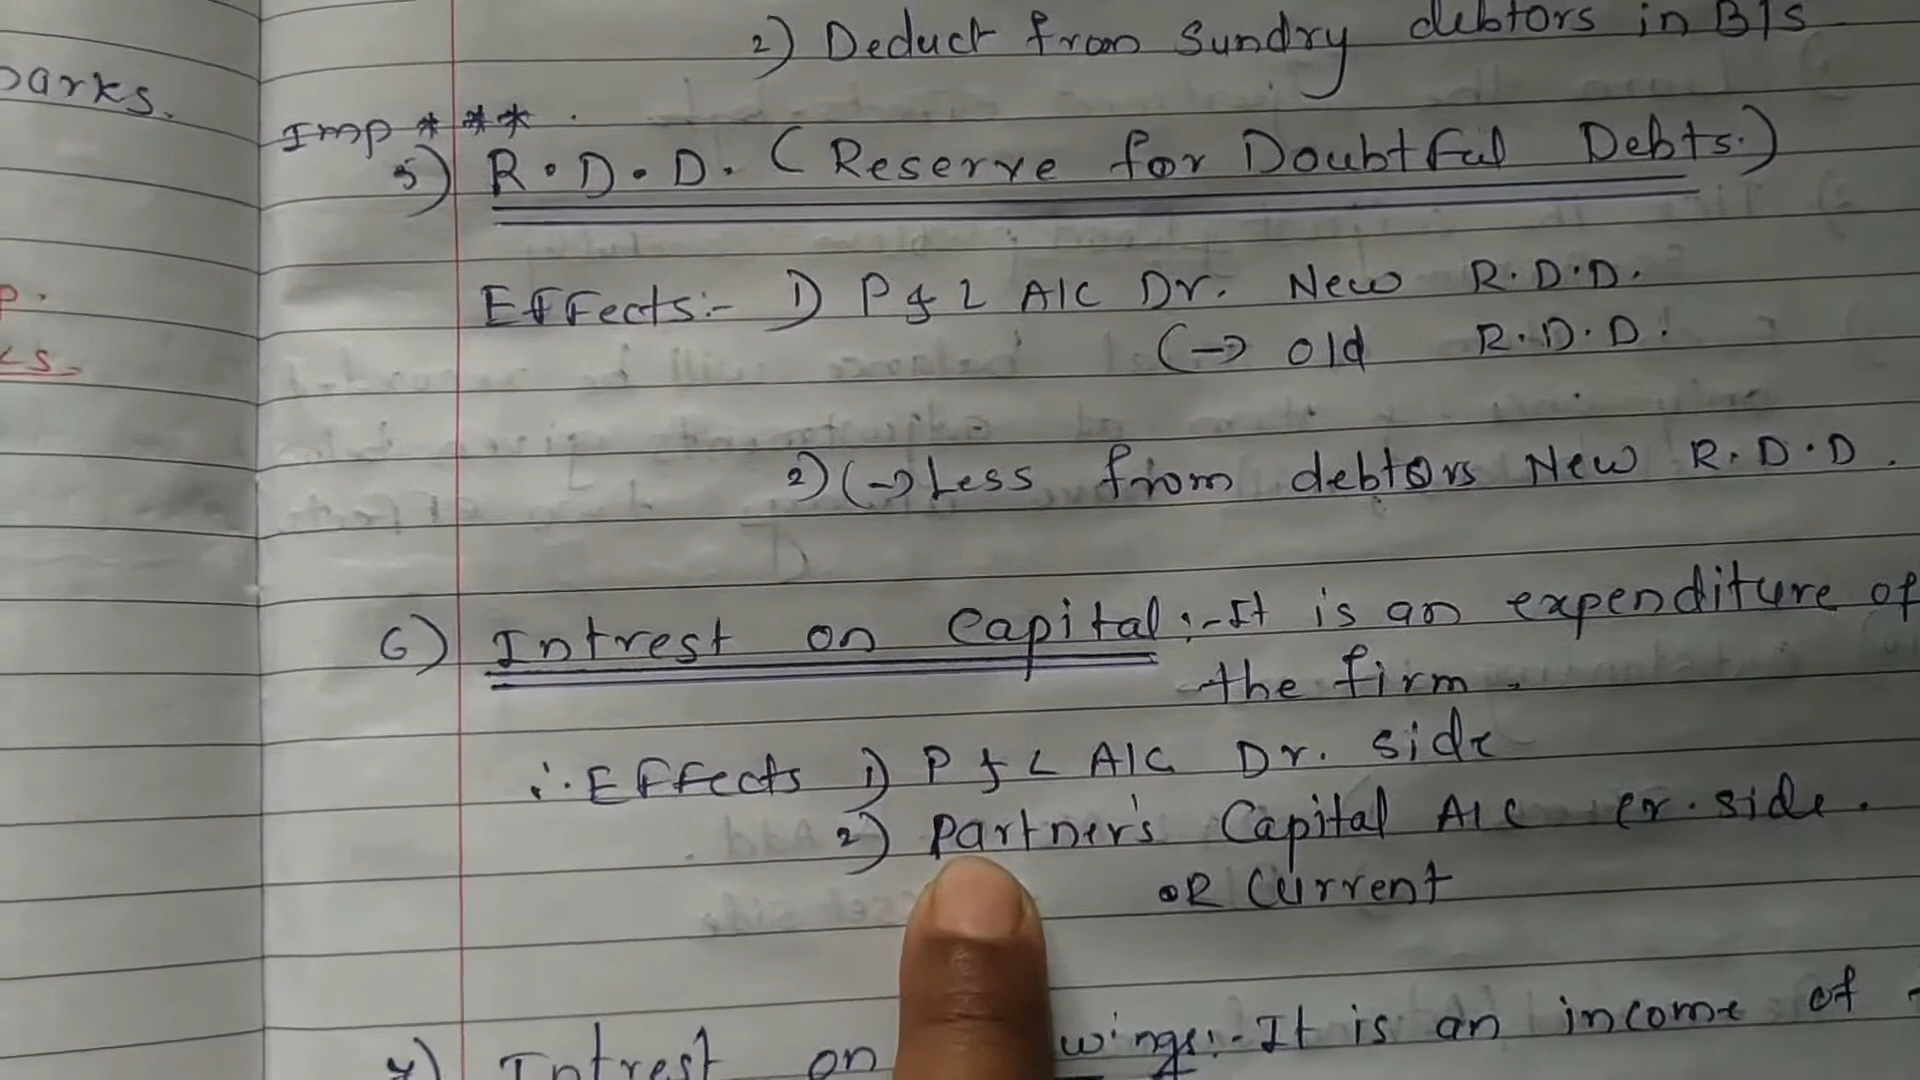 2) Deduct from Sundry debtors in B/S
arks.
Imp ***
5) R.D.D. (Reserve for Doubtful Debts.)
Effects:- 1) P & L A/C Dr. New R.D.D.
(-) old R.D.D.
2) (-) Less from debtors New R.D.D.
6) Intrest on Capital :- It is an expenditure of
the firm.
∴ Effects 1) P & L A/C Dr. side
2) Partner's Capital A/C Cr. side.
OR Current
7) Intrest on wings:- It is an income of